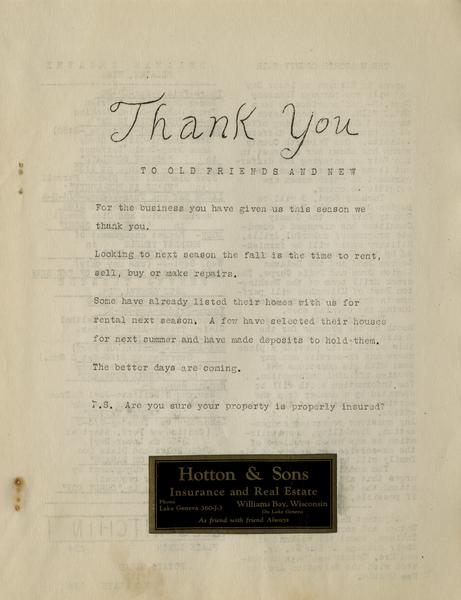 Thank You
TO OLD FRIENDS AND NEW
For the business you have given us this season we
thank you.
Looking to next season the fall is the time to rent,
sell, buy or make repairs.
Some have already listed their homes with us for
rental next season. A few have selected their houses
for next summer and have made deposits to hold them.
The better days are coming.
P.S. Are you sure your property is properly insured?
Hotton & Sons
Insurance and Real Estate
Phone
Lake Geneva 360-J-3
Williams Bay, Wisconsin
On Lake Geneva
As friend with friend Always